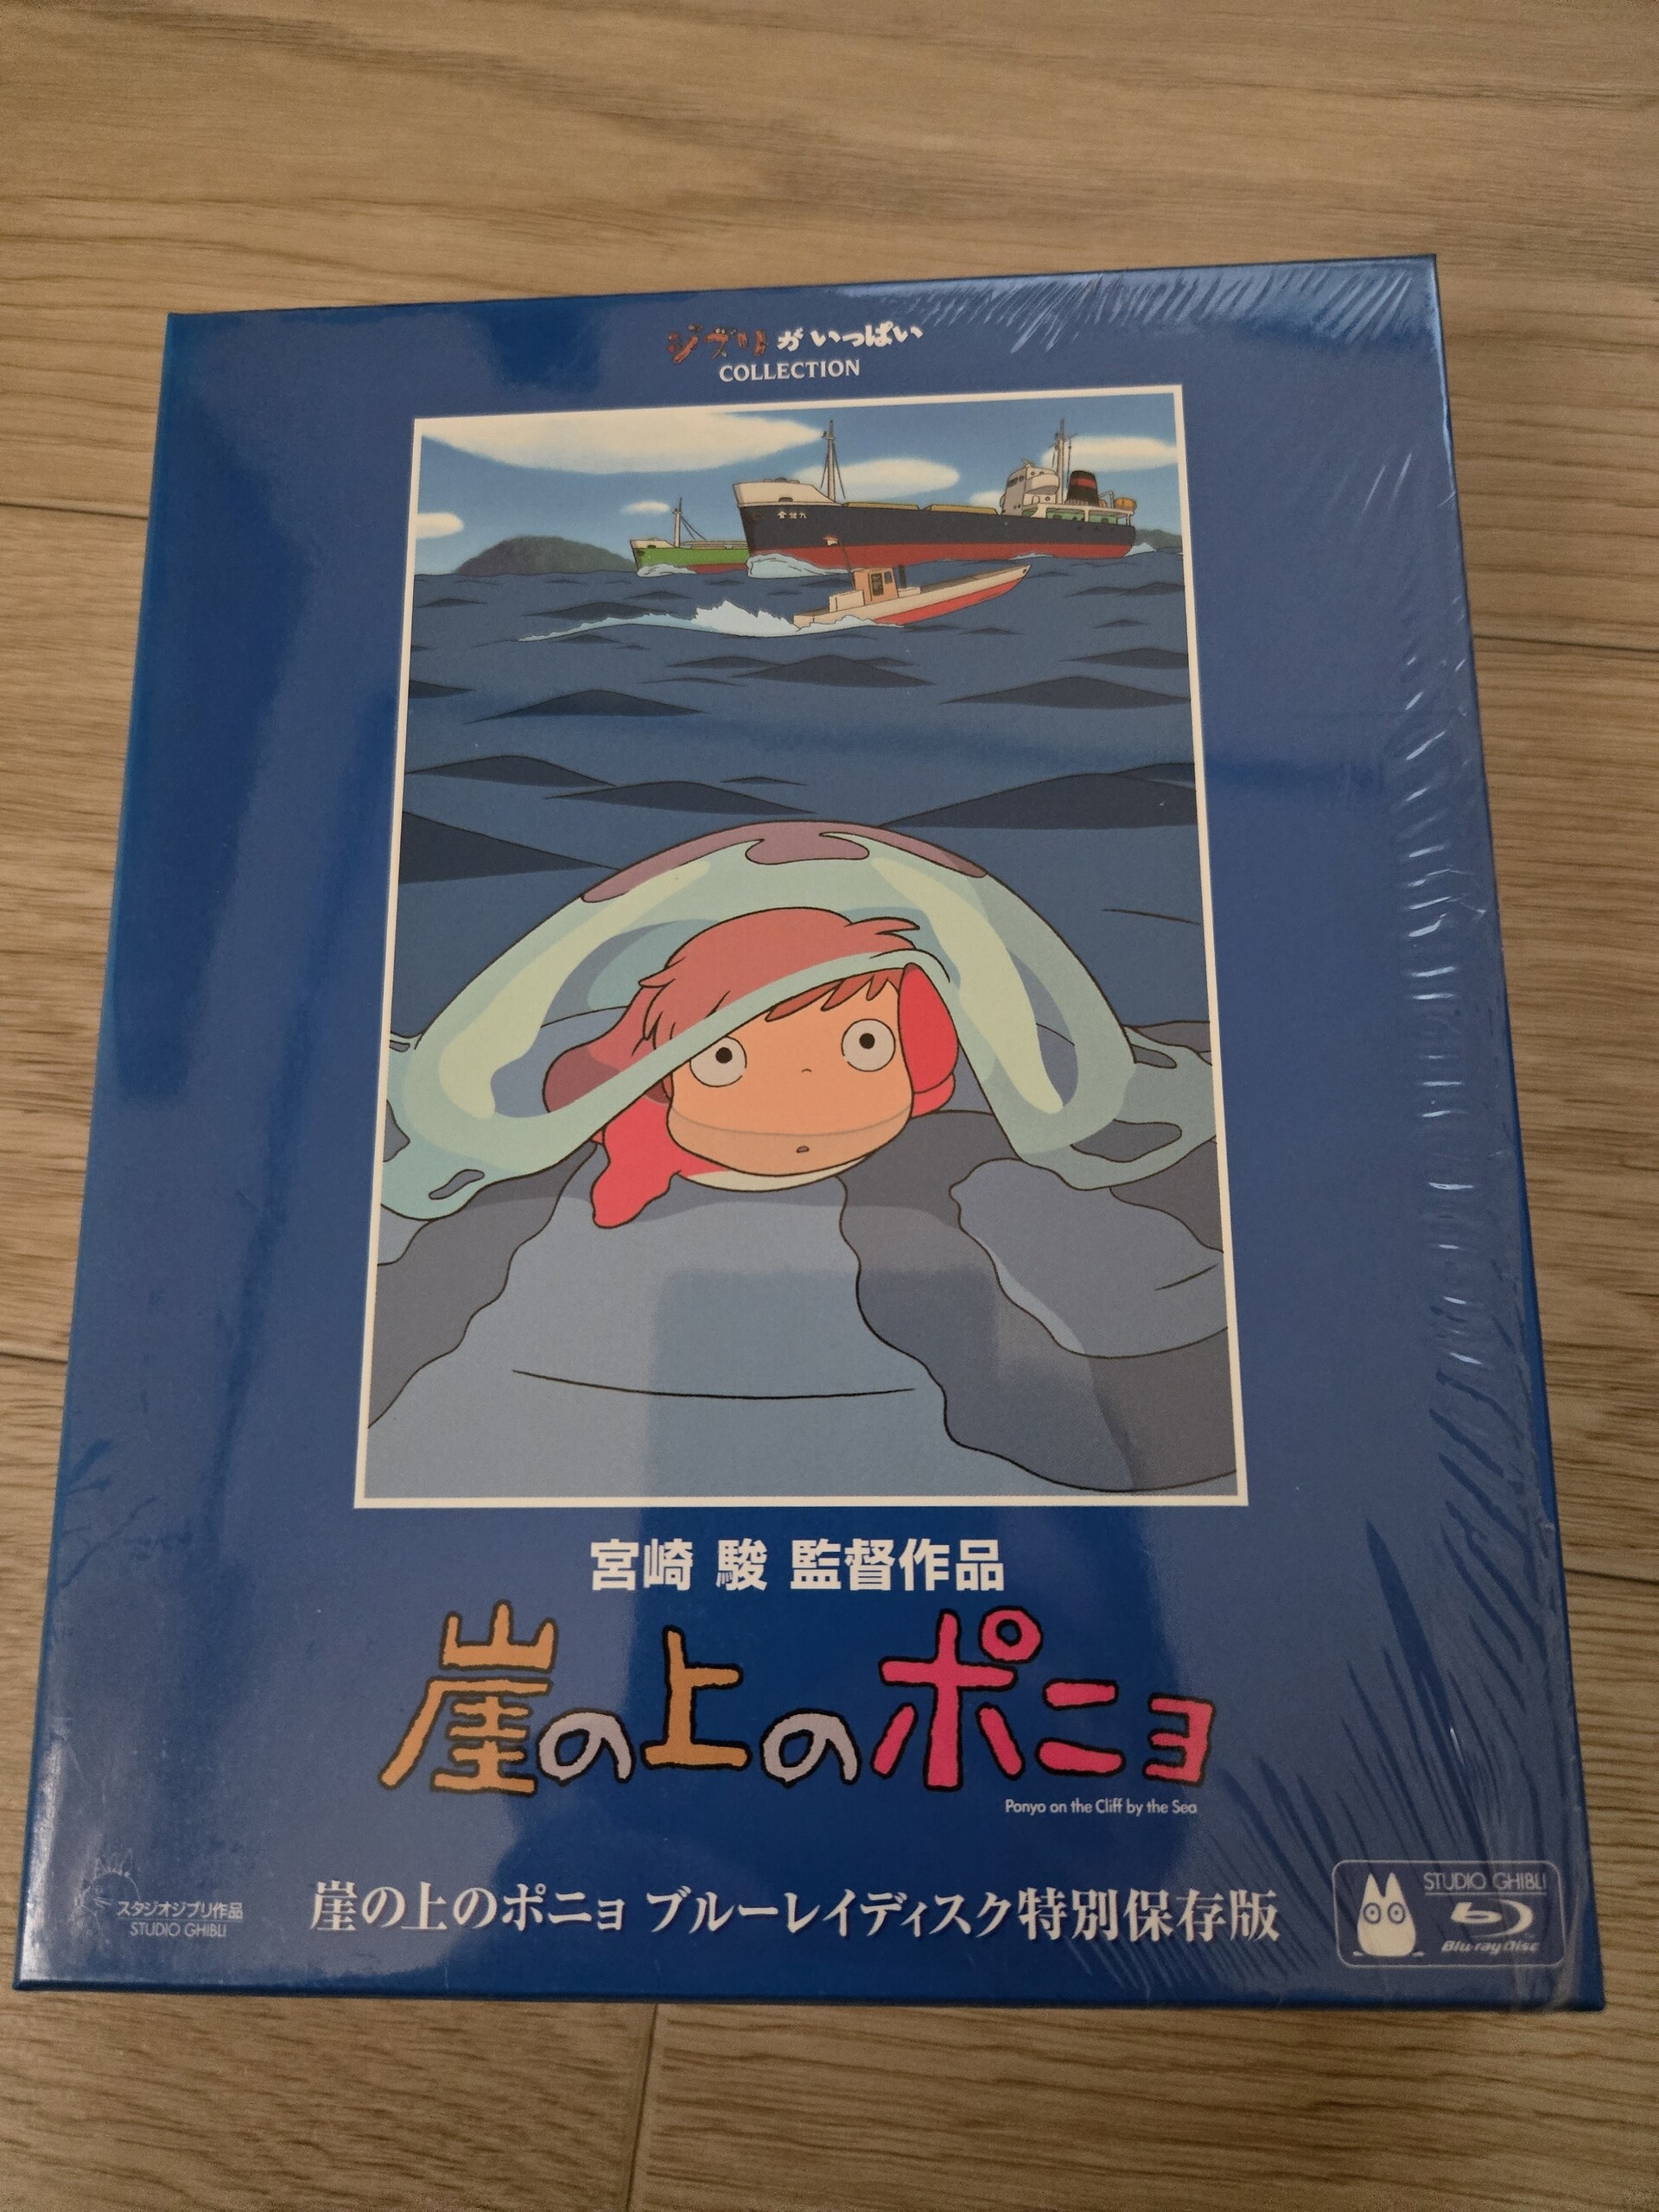 ジブリがいっぱい
COLLECTION
宮崎 駿 監督作品
崖の上のポニョ
Ponyo on the Cliff by the Sea
スタジオジブリ作品
STUDIO GHIBLI
崖の上のポニョ ブルーレイディスク特別保存版
STUDIO GHIBLI
Blu-ray Disc